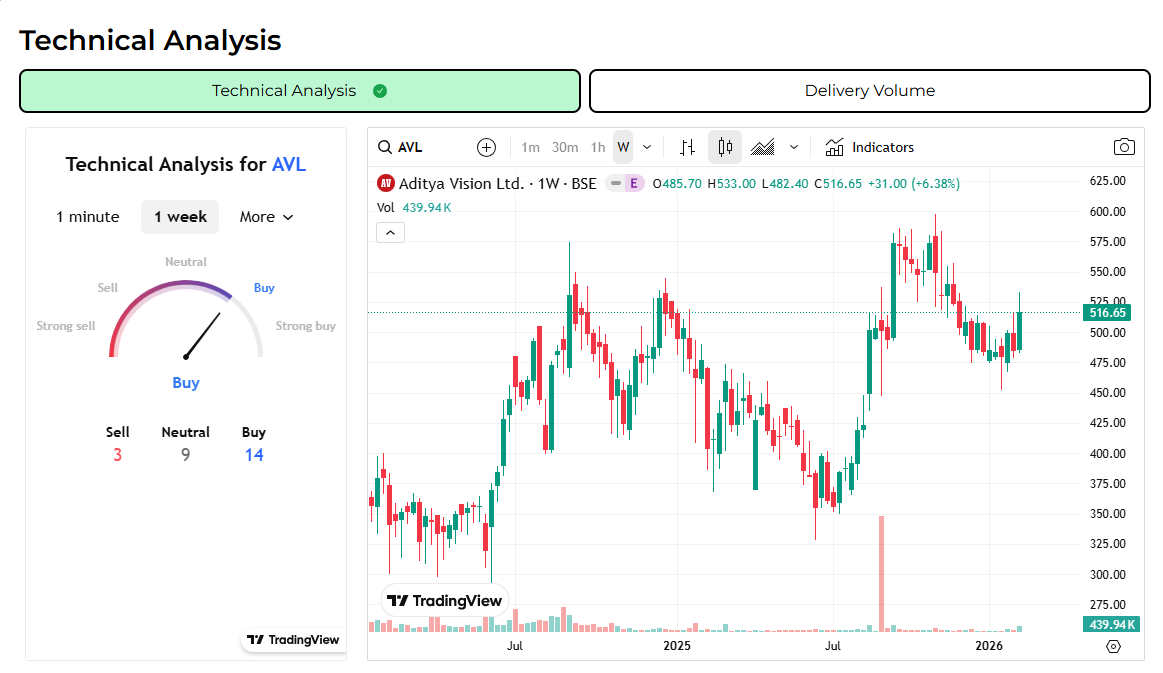 Technical Analysis
Technical Analysis
Delivery Volume
Technical Analysis for AVL
1 minute
1 week
More
Neutral
Sell
Buy
Strong sell
Strong buy
Buy
Sell Neutral Buy
3 9 14
TradingView
AVL
1m 30m 1h W
Indicators
AV Aditya Vision Ltd. · 1W · BSE E O485.70 H533.00 L482.40 C516.65 +31.00 (+6.38%)
Vol 439.94K
625.00
600.00
575.00
550.00
525.00
516.65
500.00
475.00
450.00
425.00
400.00
375.00
350.00
325.00
300.00
275.00
439.94K
TradingView
Jul 2025 Jul 2026